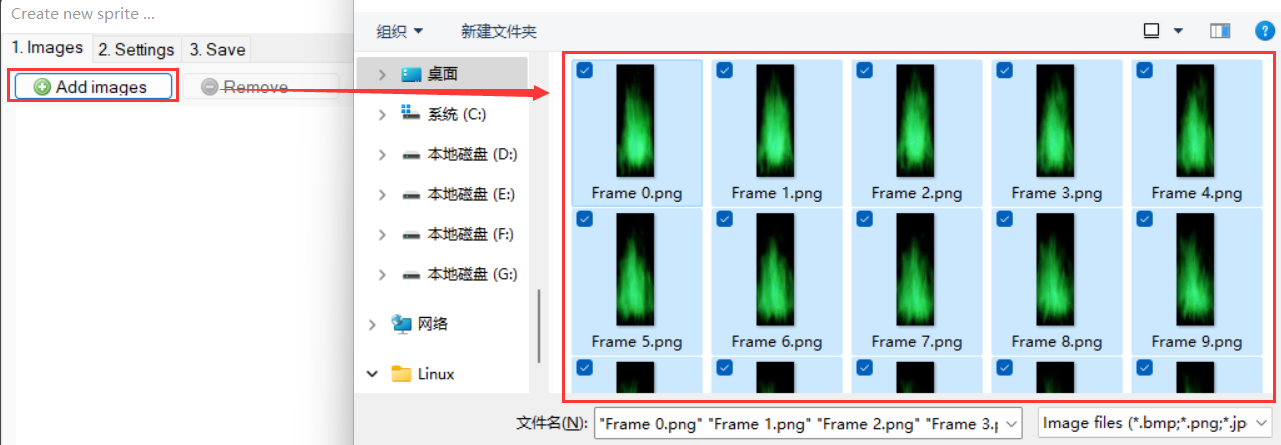 Create new sprite ...
1. Images 2. Settings 3. Save
Add images Remove
组织 新建文件夹
?
桌面
系统 (C:)
本地磁盘 (D:)
本地磁盘 (E:)
本地磁盘 (F:)
本地磁盘 (G:)
网络
Linux
Frame 0.png Frame 1.png Frame 2.png Frame 3.png Frame 4.png
Frame 5.png Frame 6.png Frame 7.png Frame 8.png Frame 9.png
文件名(N): "Frame 0.png" "Frame 1.png" "Frame 2.png" "Frame 3.p Image files (*.bmp;*.png;*.jp